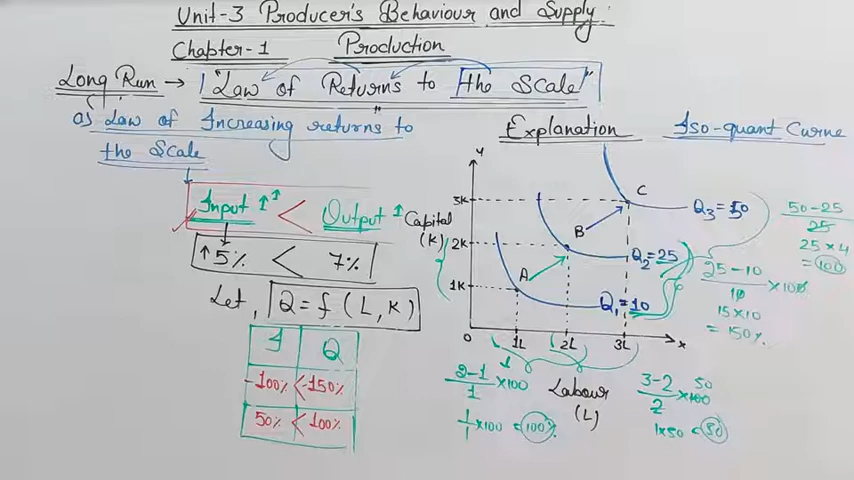 Unit-3 Producer's Behaviour and Supply.
Chapter-1 Production
Long Run → "Law of Returns to the Scale"
as Law of Increasing returns" to
the Scale
Input ↑↑ < Output ↑
↑5% < 7%
Let, Q = f (L, K)
I Q
-100% < -150%
50% < 100%
Explanation Iso-quant Curve
Y
Capital
(K)
3K
2K
1K
0
1L 2L 3L X
Labour
(L)
A
B
C
Q3 = 50
Q2 = 25
Q1 = 10
2-1/1 ×100
1/1 ×100 = 100%
3-2/2 ×100 50
1×50 = 50
25-10/10 ×100
15×10
= 150%
50-25/25
25×4
= 100